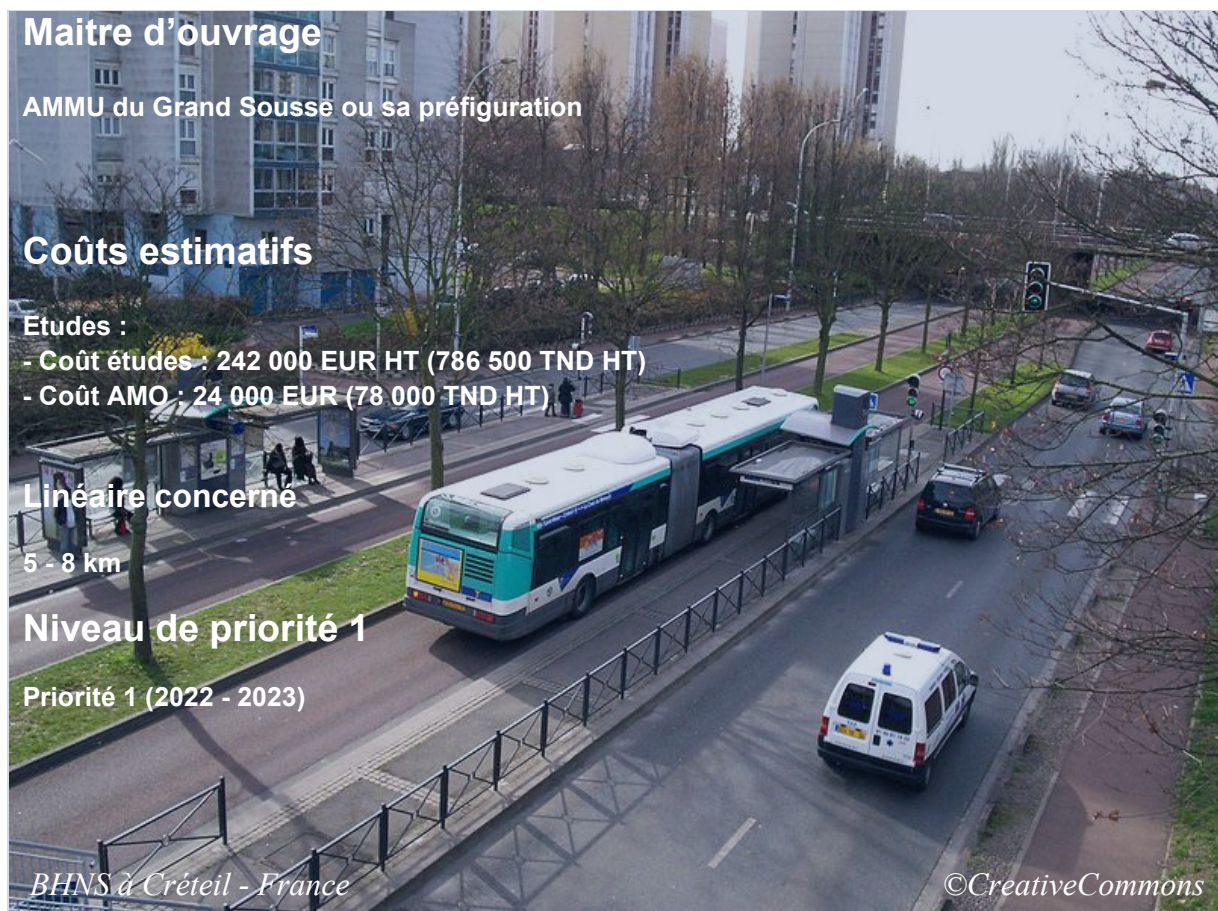 Maitre d'ouvrage
AMMU du Grand Sousse ou sa préfiguration
Coûts estimatifs
Etudes :
- Coût études : 242 000 EUR HT (786 500 TND HT)
- Coût AMO : 24 000 EUR (78 000 TND HT)
Linéaire concerné
5 - 8 km
Niveau de priorité 1
Priorité 1 (2022 - 2023)
BHNS à Créteil - France
©CreativeCommons